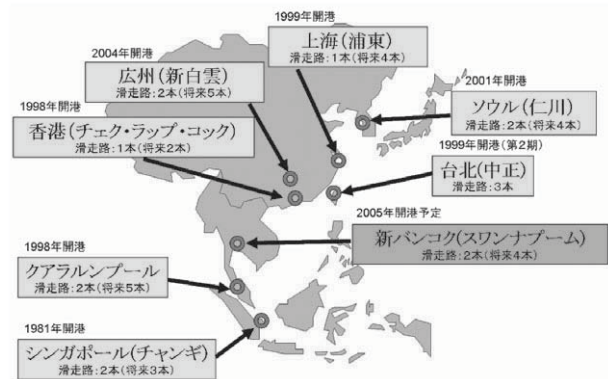 1999年開港
上海(浦東)
滑走路:1本(将来4本)
2004年開港
広州(新白雲)
滑走路:2本(将来5本)
1998年開港
香港(チェク・ラップ・コック)
滑走路:1本(将来2本)
2001年開港
ソウル(仁川)
滑走路:2本(将来4本)
1999年開港(第2期)
台北(中正)
滑走路:3本
2005年開港予定
新バンコク(スワンナプーム)
滑走路:2本(将来4本)
1998年開港
クアラルンプール
滑走路:2本(将来5本)
1981年開港
シンガポール(チャンギ)
滑走路:2本(将来3本)